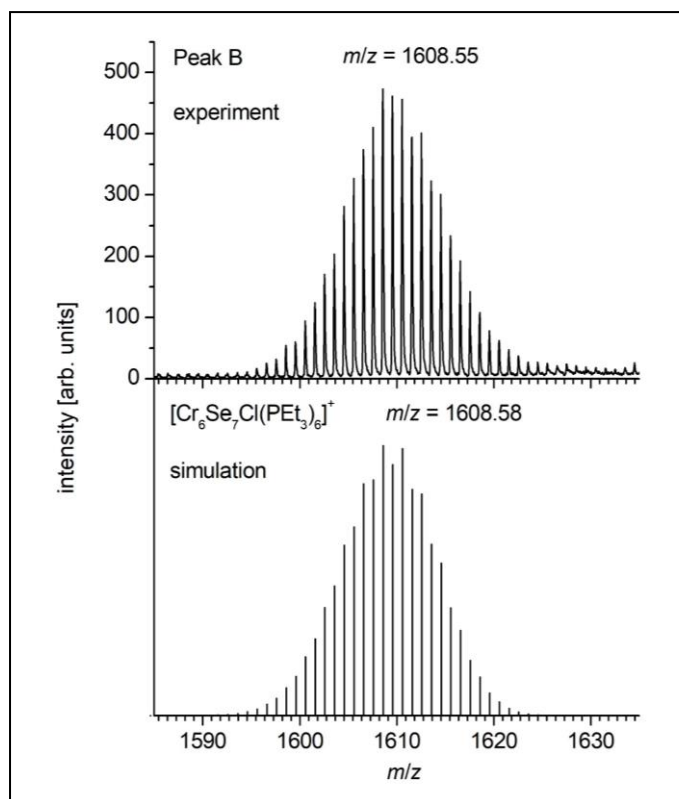 Peak B
m/z = 1608.55
experiment
500
400
300
200
100
0
intensity [arb. units]
[Cr₆Se₇Cl(PEt₃)₆]⁺
m/z = 1608.58
simulation
1590
1600
1610
1620
1630
m/z